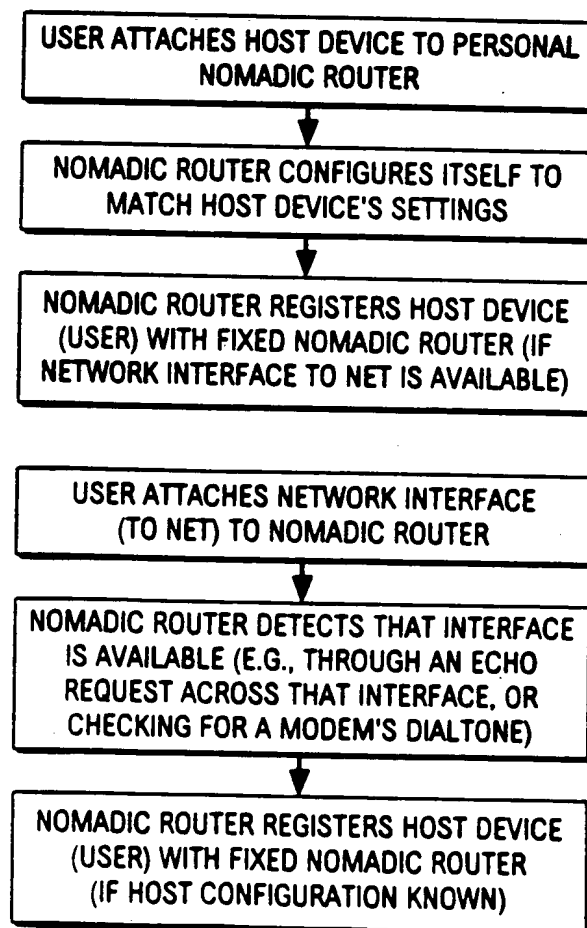 USER ATTACHES HOST DEVICE TO PERSONAL
NOMADIC ROUTER
NOMADIC ROUTER CONFIGURES ITSELF TO
MATCH HOST DEVICE'S SETTINGS
NOMADIC ROUTER REGISTERS HOST DEVICE
(USER) WITH FIXED NOMADIC ROUTER (IF
NETWORK INTERFACE TO NET IS AVAILABLE)
USER ATTACHES NETWORK INTERFACE
(TO NET) TO NOMADIC ROUTER
NOMADIC ROUTER DETECTS THAT INTERFACE
IS AVAILABLE (E.G., THROUGH AN ECHO
REQUEST ACROSS THAT INTERFACE, OR
CHECKING FOR A MODEM'S DIALTONE)
NOMADIC ROUTER REGISTERS HOST DEVICE
(USER) WITH FIXED NOMADIC ROUTER
(IF HOST CONFIGURATION KNOWN)